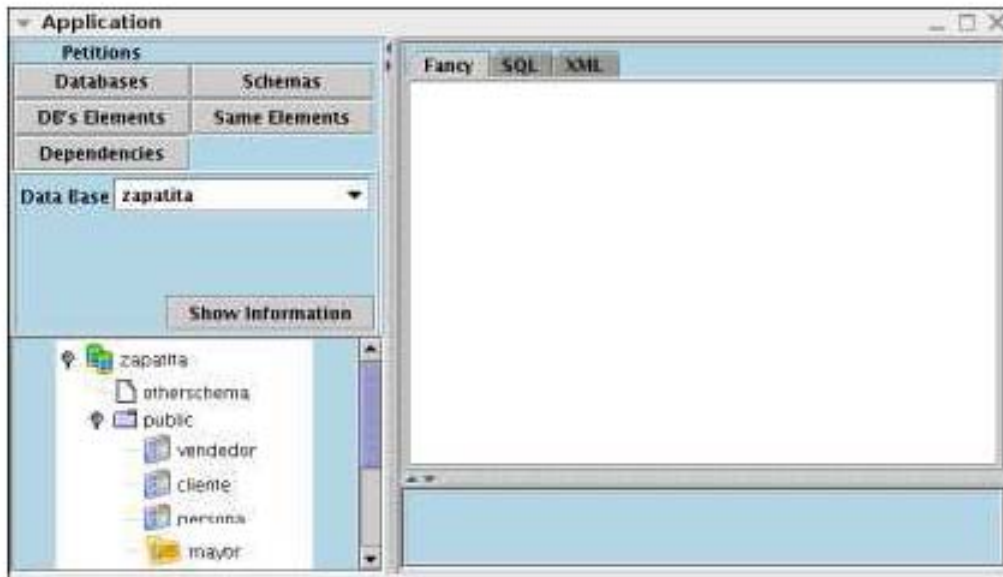 Application
Petitions
Databases
Schemas
DB's Elements
Same Elements
Dependencies
Data Base
zapatita
Show Information
zapatita
otherschema
public
vendedor
cliente
persona
mayor
Fancy
SQL
XML